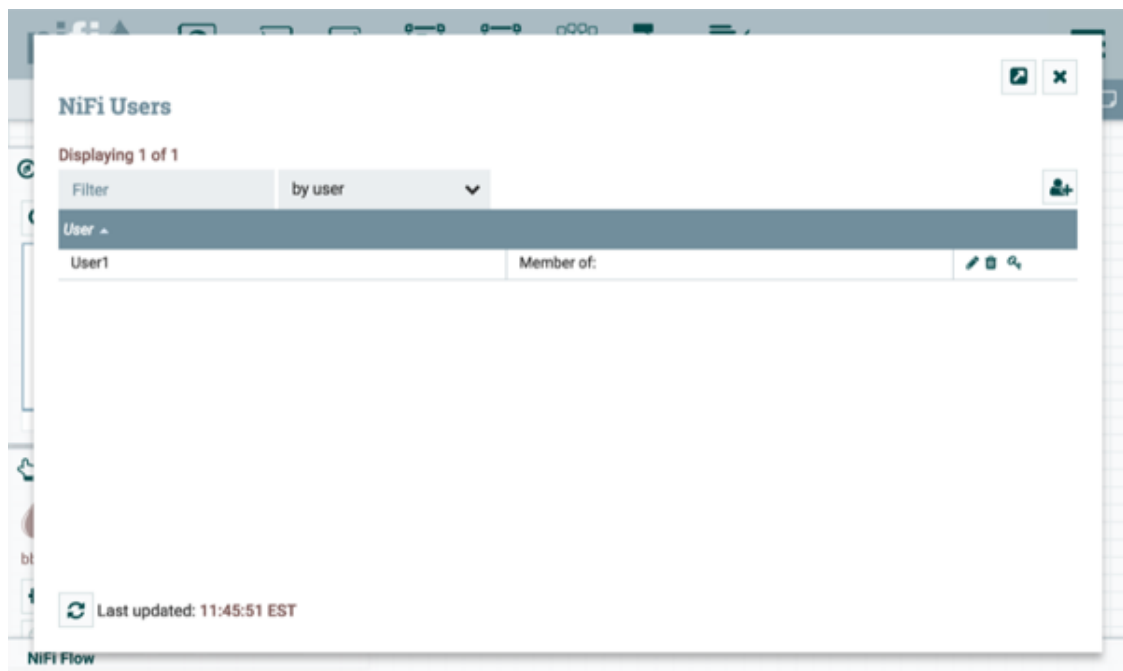 nifi
NiFi Users
Displaying 1 of 1
Filter
by user
User
User1
Member of:
Last updated: 11:45:51 EST
NiFi Flow